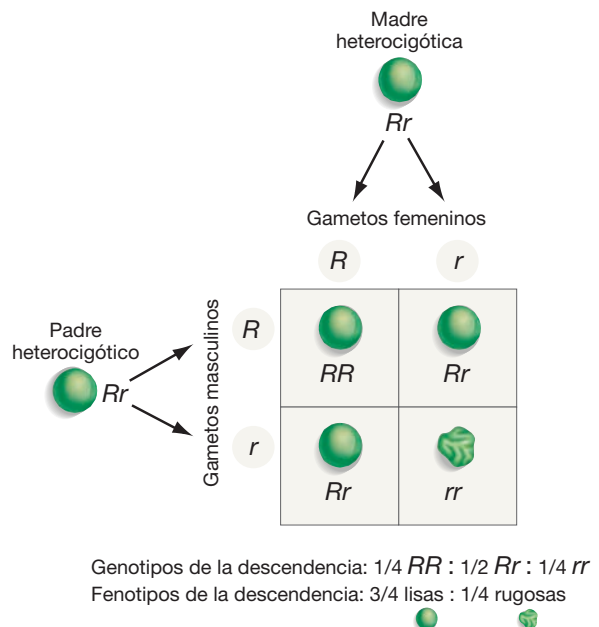 Madre
heterocigótica
Rr
Gametos femeninos
R r
Padre
heterocigótico
Rr
Gametos masculinos
R
RR Rr
r
Rr rr
Genotipos de la descendencia: 1/4 RR : 1/2 Rr : 1/4 rr
Fenotipos de la descendencia: 3/4 lisas : 1/4 rugosas